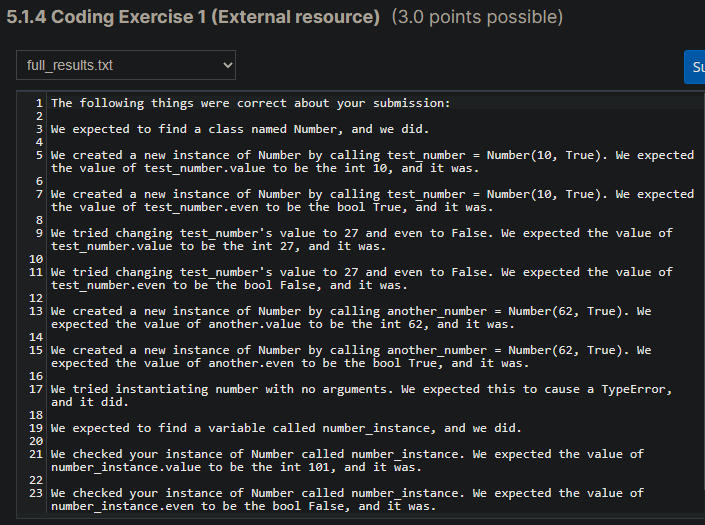 5.1.4 Coding Exercise 1 (External resource) (3.0 points possible)
full_results.txt
Su
1 The following things were correct about your submission:
2
3 We expected to find a class named Number, and we did.
4
5 We created a new instance of Number by calling test_number = Number(10, True). We expected
the value of test_number.value to be the int 10, and it was.
6
7 We created a new instance of Number by calling test_number = Number(10, True). We expected
the value of test_number.even to be the bool True, and it was.
8
9 We tried changing test_number's value to 27 and even to False. We expected the value of
test_number.value to be the int 27, and it was.
10
11 We tried changing test_number's value to 27 and even to False. We expected the value of
test_number.even to be the bool False, and it was.
12
13 We created a new instance of Number by calling another_number = Number(62, True). We
expected the value of another.value to be the int 62, and it was.
14
15 We created a new instance of Number by calling another_number = Number(62, True). We
expected the value of another.even to be the bool True, and it was.
16
17 We tried instantiating number with no arguments. We expected this to cause a TypeError,
and it did.
18
19 We expected to find a variable called number_instance, and we did.
20
21 We checked your instance of Number called number_instance. We expected the value of
number_instance.value to be the int 101, and it was.
22
23 We checked your instance of Number called number_instance. We expected the value of
number_instance.even to be the bool False, and it was.